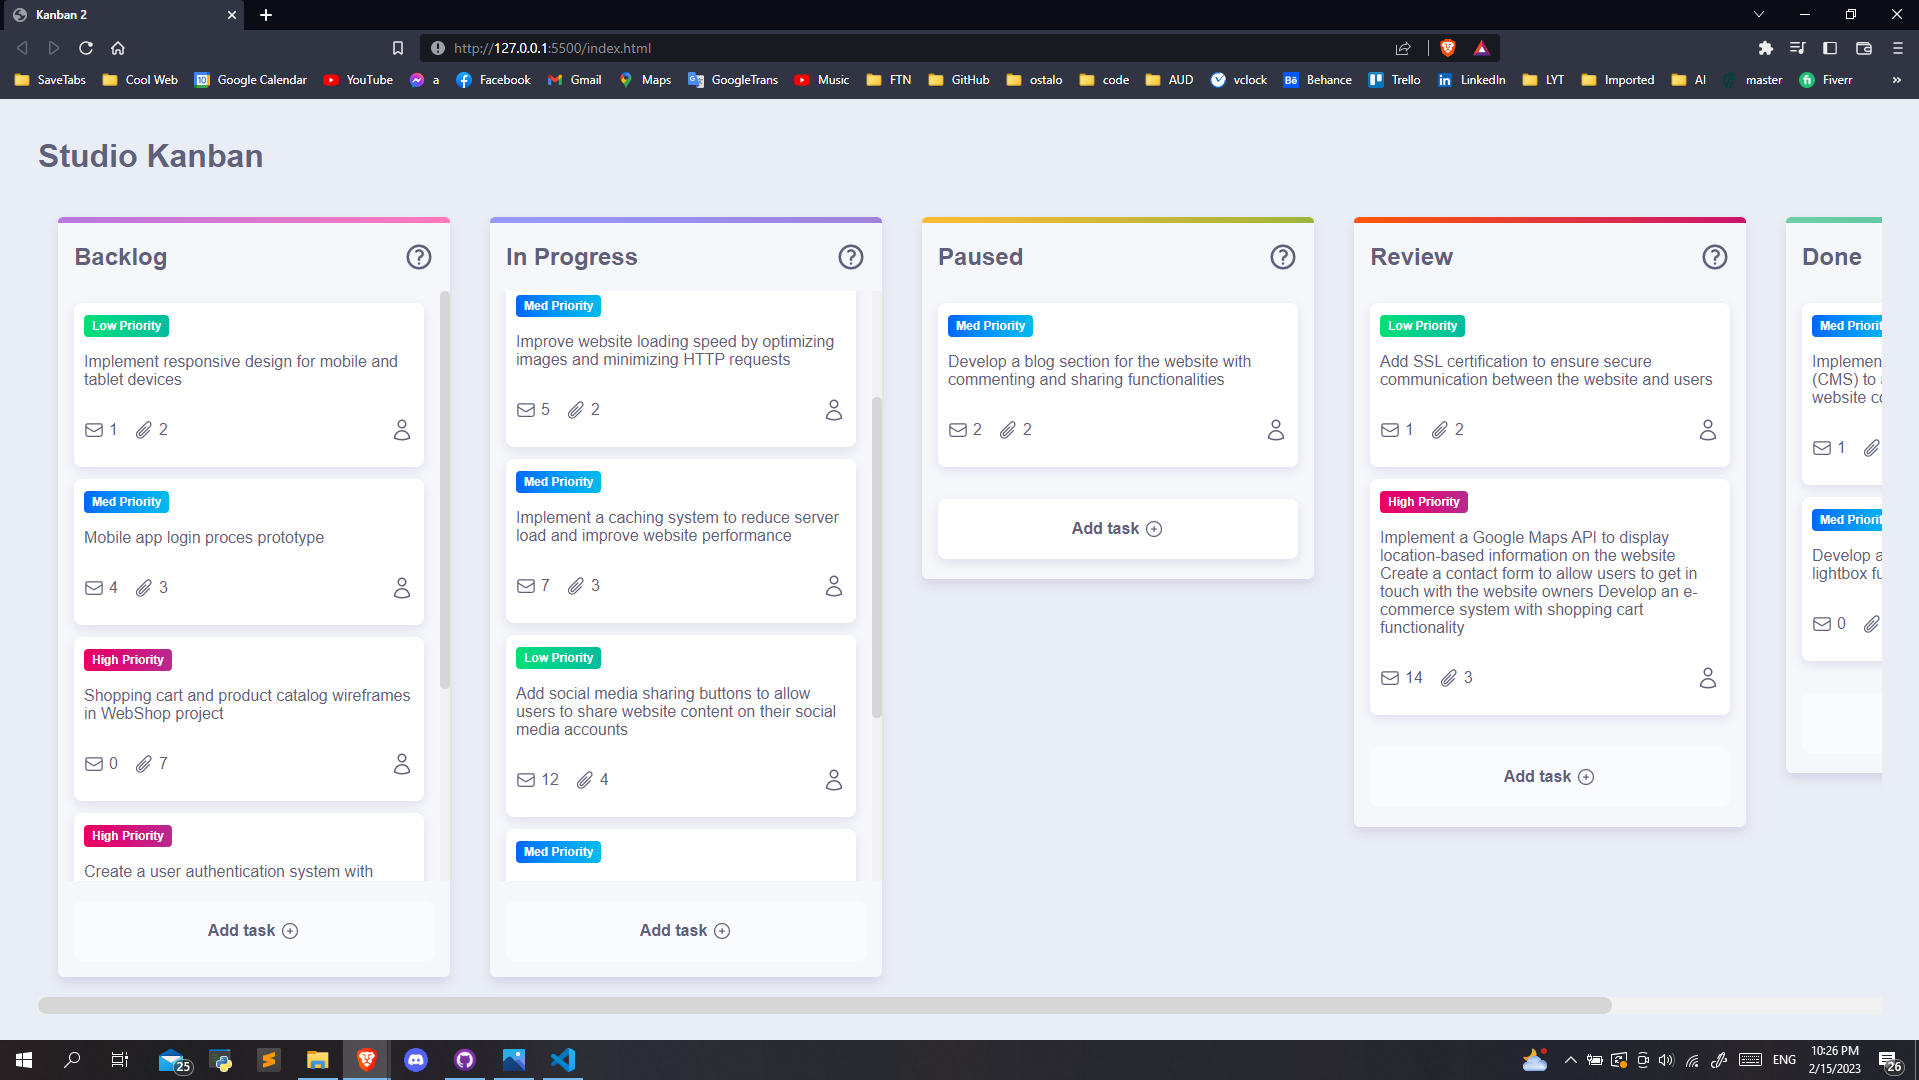 Kanban 2
http://127.0.0.1:5500/index.html
SaveTabs Cool Web Google Calendar YouTube a Facebook Gmail Maps GoogleTrans Music FTN GitHub ostalo code AUD vclock Behance Trello LinkedIn LYT Imported AI master Fiverr »
Studio Kanban
Backlog
Low Priority
Implement responsive design for mobile and
tablet devices
1 2
Med Priority
Mobile app login proces prototype
4 3
High Priority
Shopping cart and product catalog wireframes
in WebShop project
0 7
High Priority
Create a user authentication system with
Add task
In Progress
Med Priority
Improve website loading speed by optimizing
images and minimizing HTTP requests
5 2
Med Priority
Implement a caching system to reduce server
load and improve website performance
7 3
Low Priority
Add social media sharing buttons to allow
users to share website content on their social
media accounts
12 4
Med Priority
Add task
Paused
Med Priority
Develop a blog section for the website with
commenting and sharing functionalities
2 2
Add task
Review
Low Priority
Add SSL certification to ensure secure
communication between the website and users
1 2
High Priority
Implement a Google Maps API to display
location-based information on the website
Create a contact form to allow users to get in
touch with the website owners Develop an e-
commerce system with shopping cart
functionality
14 3
Add task
Done
Med Priorit
Implemen
(CMS) to
website co
1
Med Priorit
Develop a
lightbox fu
0
25
ENG
10:26 PM
2/15/2023
26